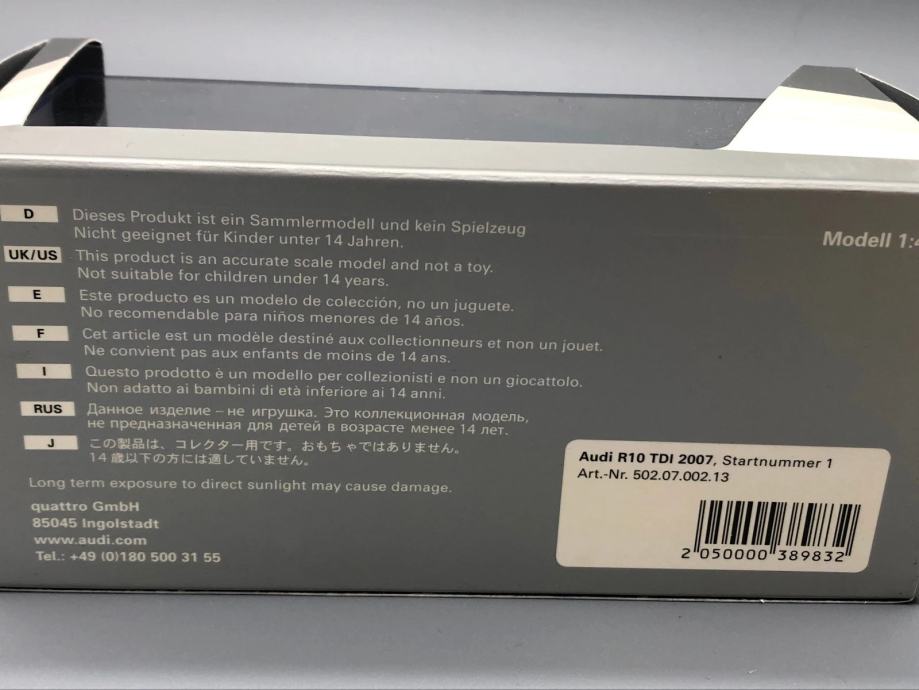 D
Dieses Produkt ist ein Sammlermodell und kein Spielzeug
Nicht geeignet für Kinder unter 14 Jahren.
UK/US
This product is an accurate scale model and not a toy.
Not suitable for children under 14 years.
E
Este producto es un modelo de colección, no un juguete.
No recomendable para niños menores de 14 años.
F
Cet article est un modèle destiné aux collectionneurs et non un jouet.
Ne convient pas aux enfants de moins de 14 ans.
I
Questo prodotto è un modello per collezionisti e non un giocattolo.
Non adatto ai bambini di età inferiore ai 14 anni.
RUS
Данное изделие – не игрушка. Это коллекционная модель,
не предназначенная для детей в возрасте менее 14 лет.
J
この製品は、コレクター用です。おもちゃではありません。
14歳以下の方には適していません。
Long term exposure to direct sunlight may cause damage.
quattro GmbH
85045 Ingolstadt
www.audi.com
Tel.: +49 (0)180 500 31 55
Modell 1:4
Audi R10 TDI 2007, Startnummer 1
Art.-Nr. 502.07.002.13
2 050000 389832